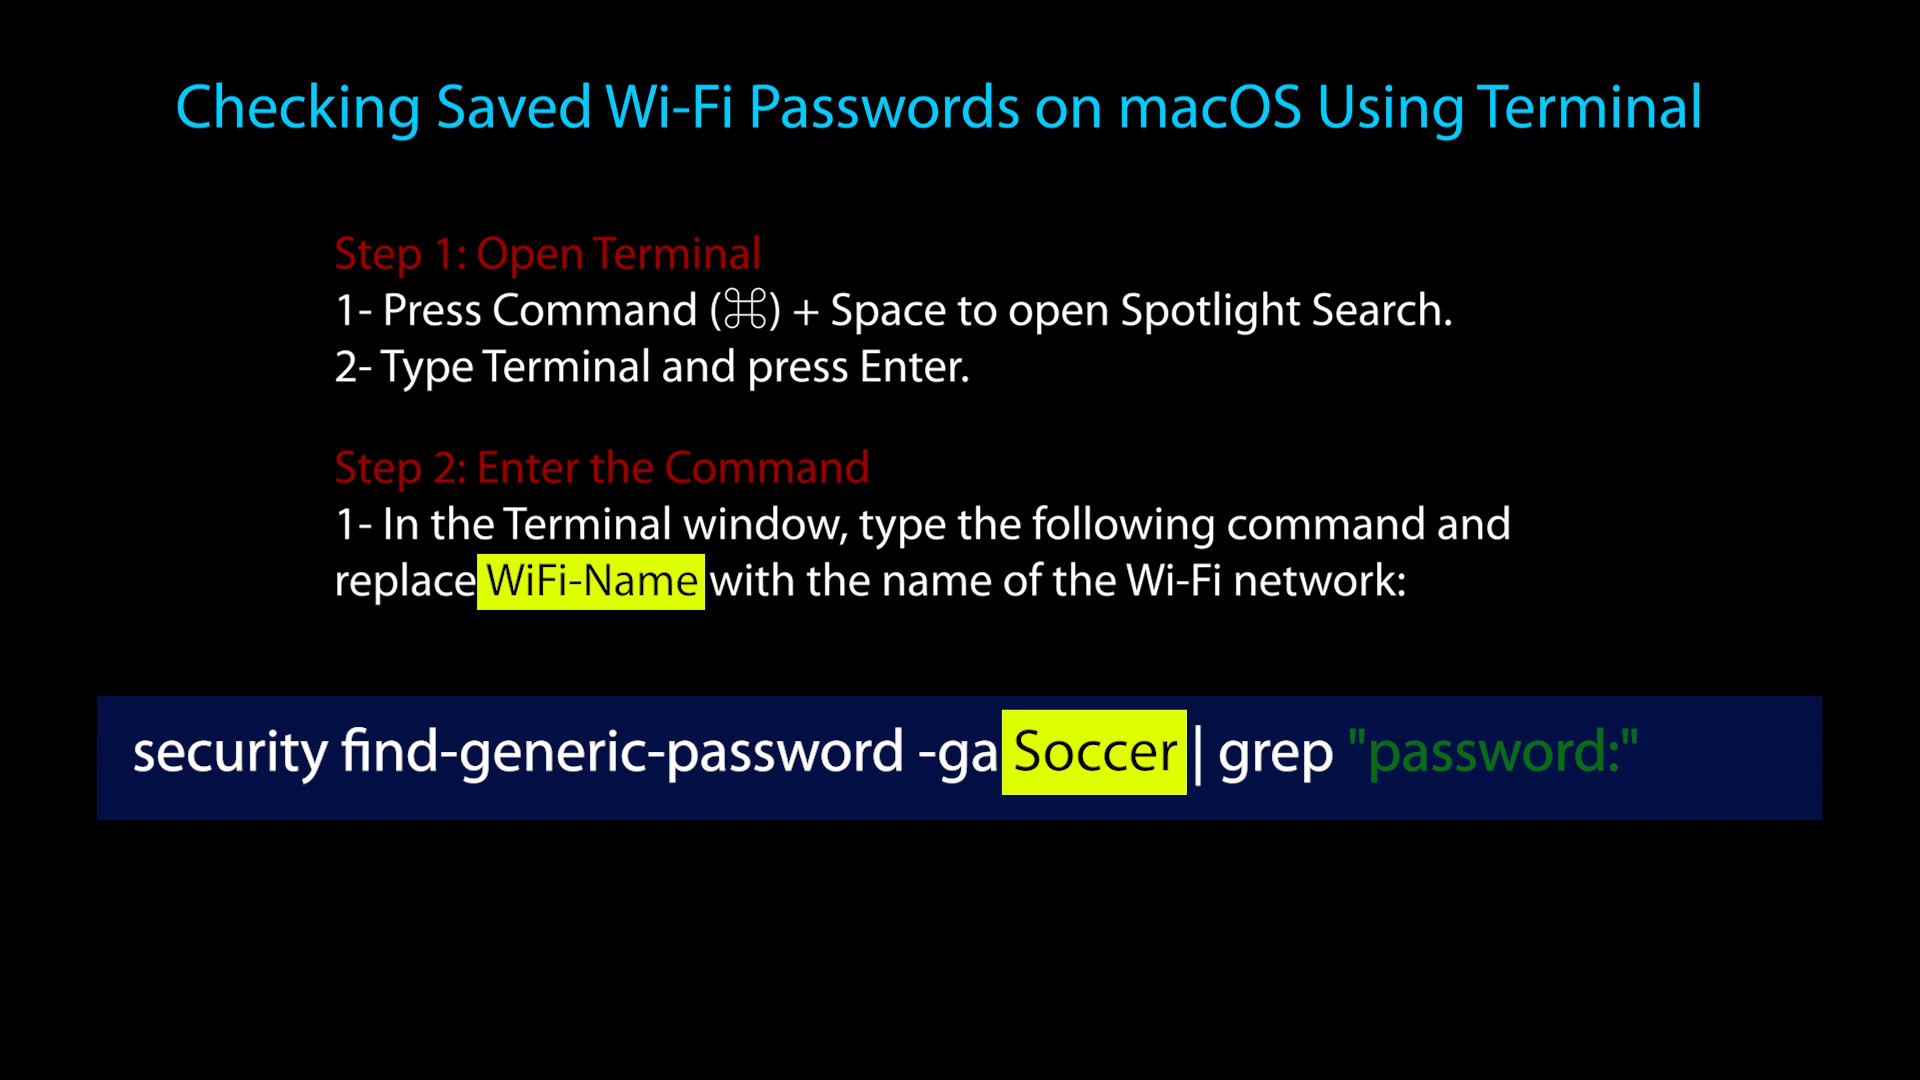 Checking Saved Wi-Fi Passwords on macOS Using Terminal
Step 1: Open Terminal
1- Press Command (⌘) + Space to open Spotlight Search.
2- Type Terminal and press Enter.
Step 2: Enter the Command
1- In the Terminal window, type the following command and
replace WiFi-Name with the name of the Wi-Fi network:
security find-generic-password -ga Soccer | grep "password:"